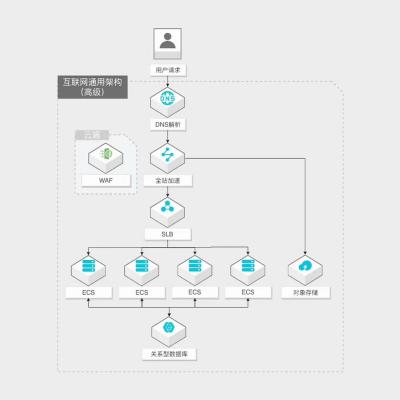 用户请求
互联网通用架构
（高级）
DNS
DNS解析
云盾
WAF
全站加速
SLB
ECS
ECS
ECS
ECS
对象存储
关系型数据库